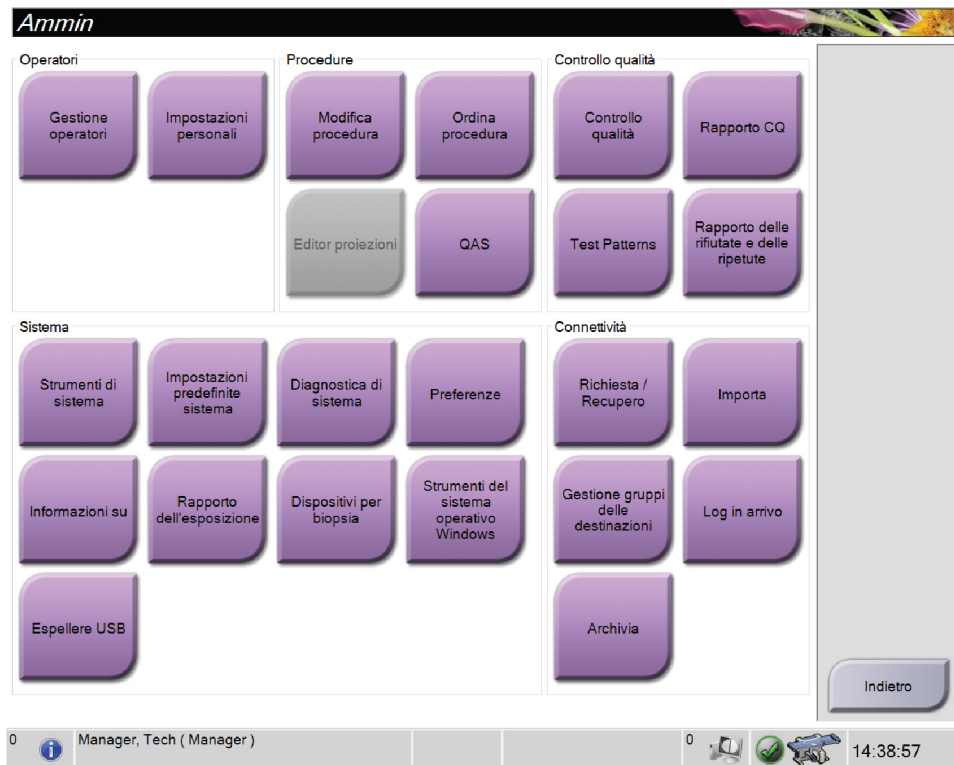 Ammin
Operatori
Gestione
operatori
Impostazioni
personali
Procedure
Modifica
procedura
Ordina
procedura
Editor proiezioni
QAS
Controllo qualità
Controllo
qualità
Rapporto CQ
Test Patterns
Rapporto delle
rifiutate e delle
ripetute
Sistema
Strumenti di
sistema
Impostazioni
predefinite
sistema
Diagnostica di
sistema
Preferenze
Informazioni su
Rapporto
dell'esposizione
Dispositivi per
biopsia
Strumenti del
sistema
operativo
Windows
Espellere USB
Connettività
Richiesta /
Recupero
Importa
Gestione gruppi
delle
destinazioni
Log in arrivo
Archivia
Indietro
0
Manager, Tech ( Manager )
0
14:38:57